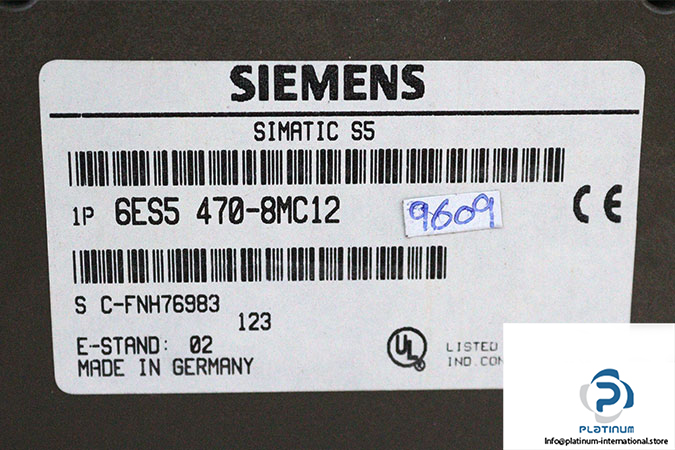 SIEMENS
SIMATIC S5
1P 6ES5 470-8MC12
9609
CE
S C-FNH76983
123
E-STAND: 02
MADE IN GERMANY
UL
LISTED
IND.CON
P
PLATINUM
Info@platinum-international.store